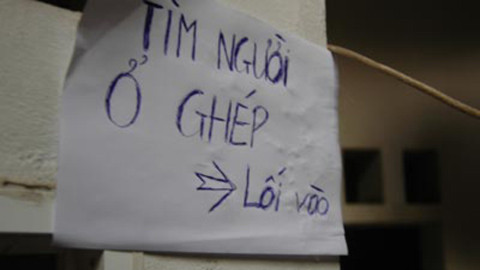 TÌM NGƯỜI
Ở GHÉP
⇒ Lối vào